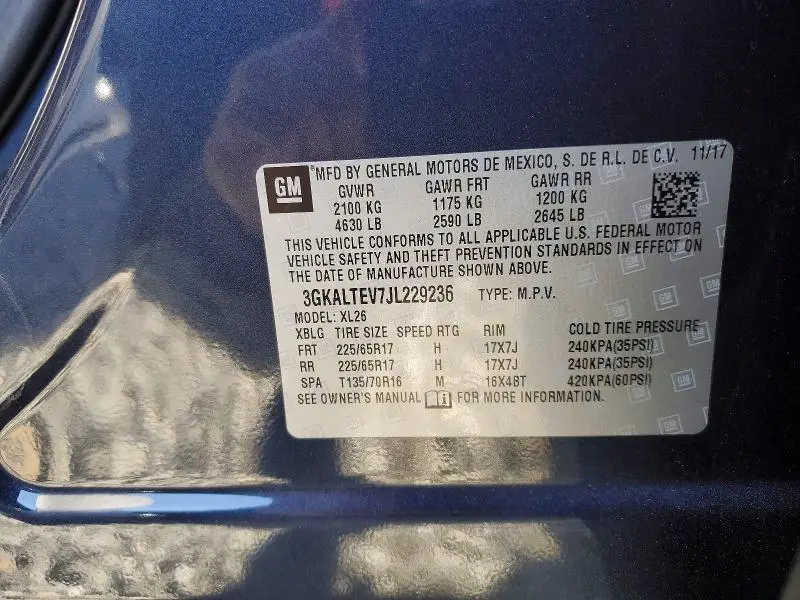 GM
®MFD BY GENERAL MOTORS DE MEXICO, S. DE R.L. DE C.V. 11/17
GVWR GAWR FRT GAWR RR
2100 KG 1175 KG 1200 KG
4630 LB 2590 LB 2645 LB
THIS VEHICLE CONFORMS TO ALL APPLICABLE U.S. FEDERAL MOTOR
VEHICLE SAFETY AND THEFT PREVENTION STANDARDS IN EFFECT ON
THE DATE OF MANUFACTURE SHOWN ABOVE.
3GKALTEV7JL229236 TYPE: M.P.V.
MODEL: XL26
XBLG TIRE SIZE SPEED RTG RIM COLD TIRE PRESSURE
FRT 225/65R17 H 17X7J 240KPA(35PSI)
RR 225/65R17 H 17X7J 240KPA(35PSI)
SPA T135/70R16 M 16X4BT 420KPA(60PSI)
SEE OWNER'S MANUAL FOR MORE INFORMATION.